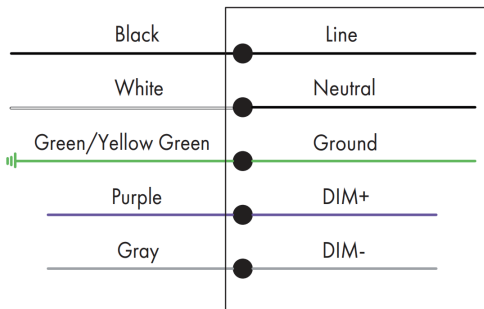 Black Line
White Neutral
Green/Yellow Green Ground
Purple DIM+
Gray DIM-